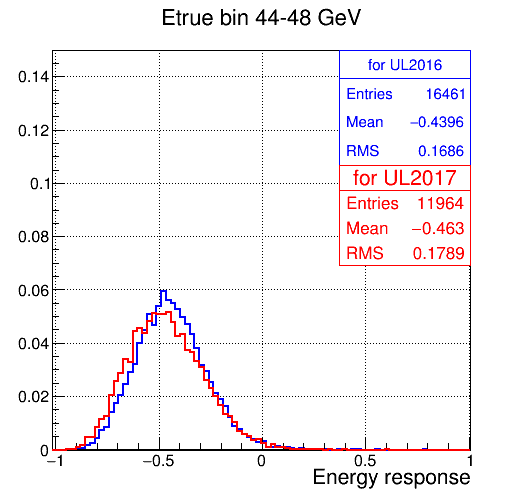 Etrue bin 44-48 GeV
for UL2016
Entries 16461
Mean −0.4396
RMS 0.1686
for UL2017
Entries 11964
Mean −0.463
RMS 0.1789
0.14
0.12
0.1
0.08
0.06
0.04
0.02
0
−1 −0.5 0 0.5 1
Energy response